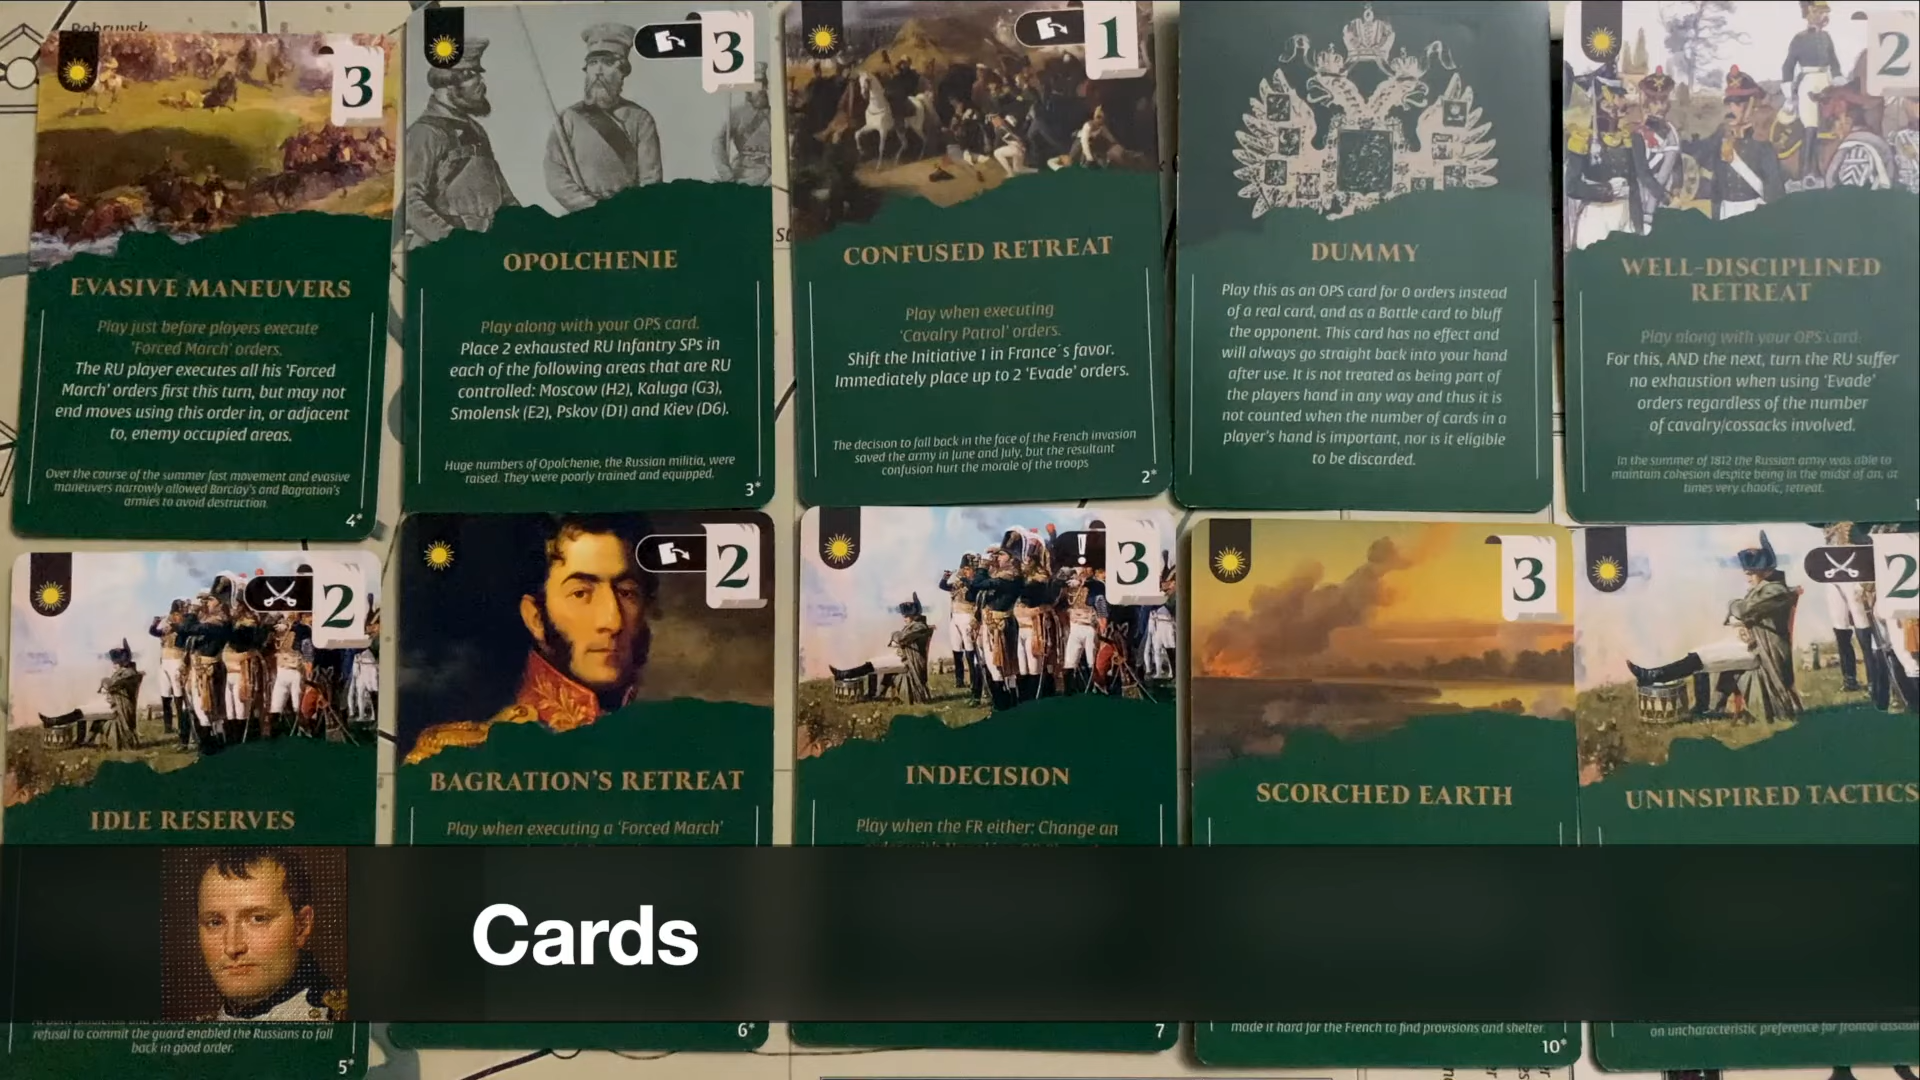 Bobruysk
3
EVASIVE MANEUVERS
Play just before players execute
'Forced March' orders.
The RU player executes all his 'Forced
March' orders first this turn, but may not
end moves using this order in, or adjacent
to, enemy occupied areas.
Over the course of the summer fast movement and evasive
maneuvers narrowly allowed Barclay's and Bagration's
armies to avoid destruction.
4*
3
OPOLCHENIE
Play along with your OPS card.
Place 2 exhausted RU Infantry SPs in
each of the following areas that are RU
controlled: Moscow (H2), Kaluga (G3),
Smolensk (E2), Pskov (D1) and Kiev (D6).
Huge numbers of Opolchenie, the Russian militia, were
raised. They were poorly trained and equipped.
3*
1
CONFUSED RETREAT
Play when executing
'Cavalry Patrol' orders.
Shift the Initiative 1 in France´s favor.
Immediately place up to 2 'Evade' orders.
The decision to fall back in the face of the French invasion
saved the army in June and July, but the resultant
confusion hurt the morale of the troops
2*
DUMMY
Play this as an OPS card for 0 orders instead
of a real card, and as a Battle card to bluff
the opponent. This card has no effect and
will always go straight back into your hand
after use. It is not treated as being part of
the players hand in any way and thus it is
not counted when the number of cards in a
player's hand is important, nor is it eligible
to be discarded.
2
WELL-DISCIPLINED
RETREAT
Play along with your OPS card.
For this, AND the next, turn the RU suffer
no exhaustion when using 'Evade'
orders regardless of the number
of cavalry/cossacks involved.
In the summer of 1812 the Russian army was able to
maintain cohesion despite being in the midst of an, at
times very chaotic, retreat.
2
IDLE RESERVES
refusal to commit the guard enabled the Russians to fall
back in good order.
5*
2
BAGRATION'S RETREAT
Play when executing a 'Forced March'
6*
! 3
INDECISION
Play when the FR either: Change an
7
3
SCORCHED EARTH
made it hard for the French to find provisions and shelter.
10*
2
UNINSPIRED TACTICS
on uncharacteristic preference for frontal
Cards